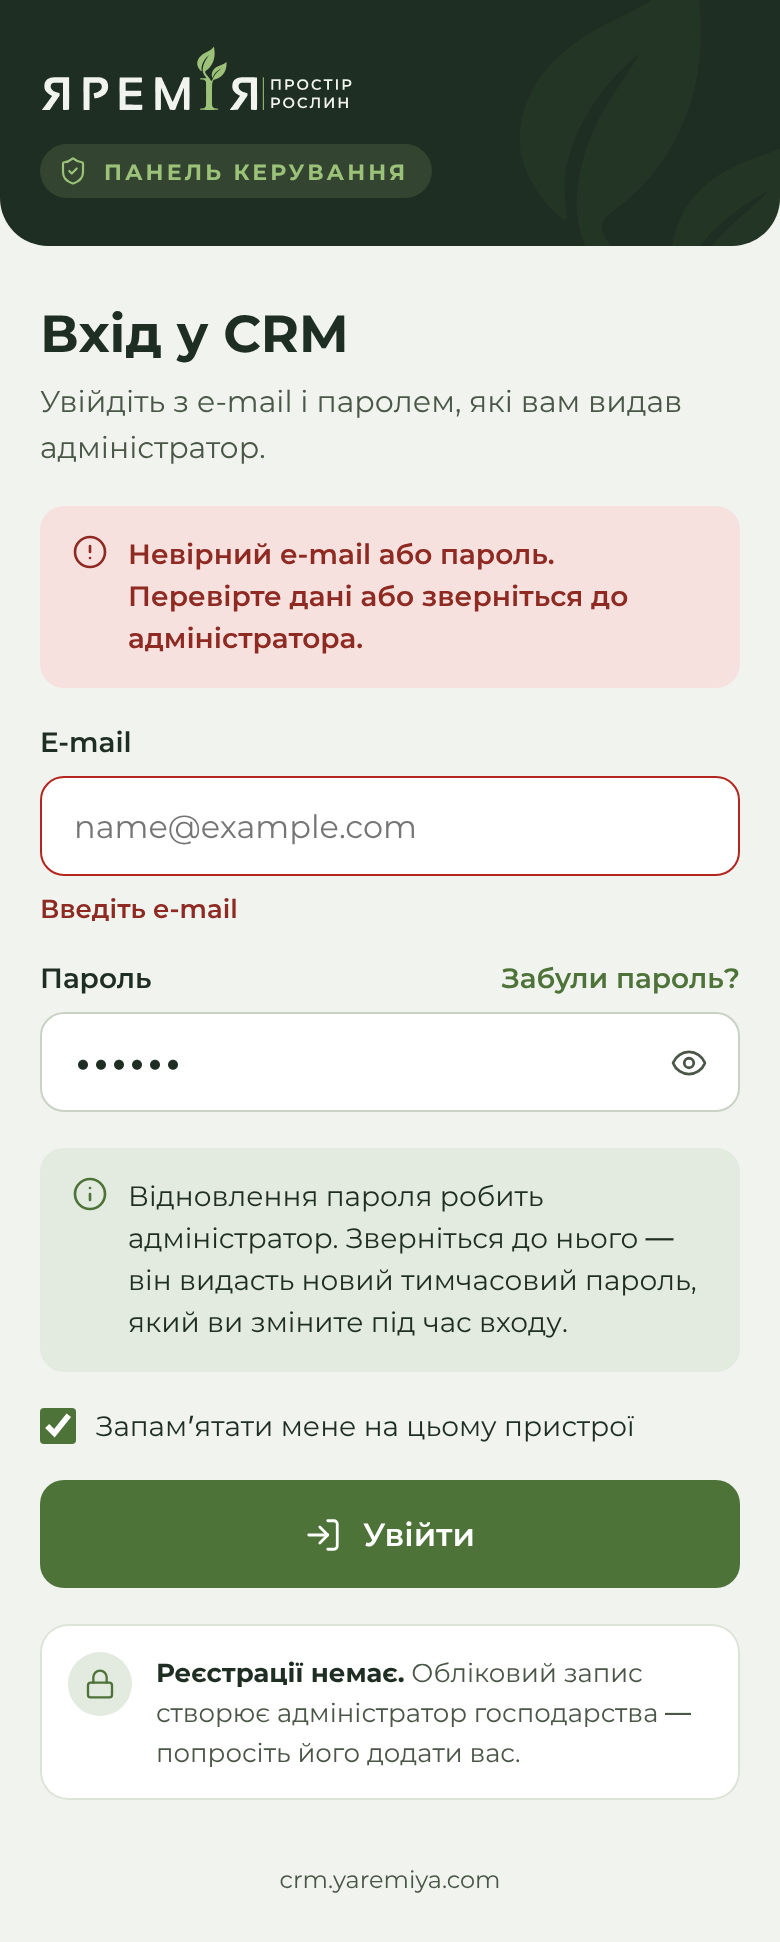 ЯРЕМІЯ
ПРОСТІР
РОСЛИН
ПАНЕЛЬ КЕРУВАННЯ
Вхід у CRM
Увійдіть з e-mail і паролем, які вам видав
адміністратор.
Невірний e-mail або пароль.
Перевірте дані або зверніться до
адміністратора.
E-mail
name@example.com
Введіть e-mail
Пароль Забули пароль?
••••••
Відновлення пароля робить
адміністратор. Зверніться до нього —
він видасть новий тимчасовий пароль,
який ви зміните під час входу.
Запамʼятати мене на цьому пристрої
Увійти
Реєстрації немає. Обліковий запис
створює адміністратор господарства —
попросіть його додати вас.
crm.yaremiya.com